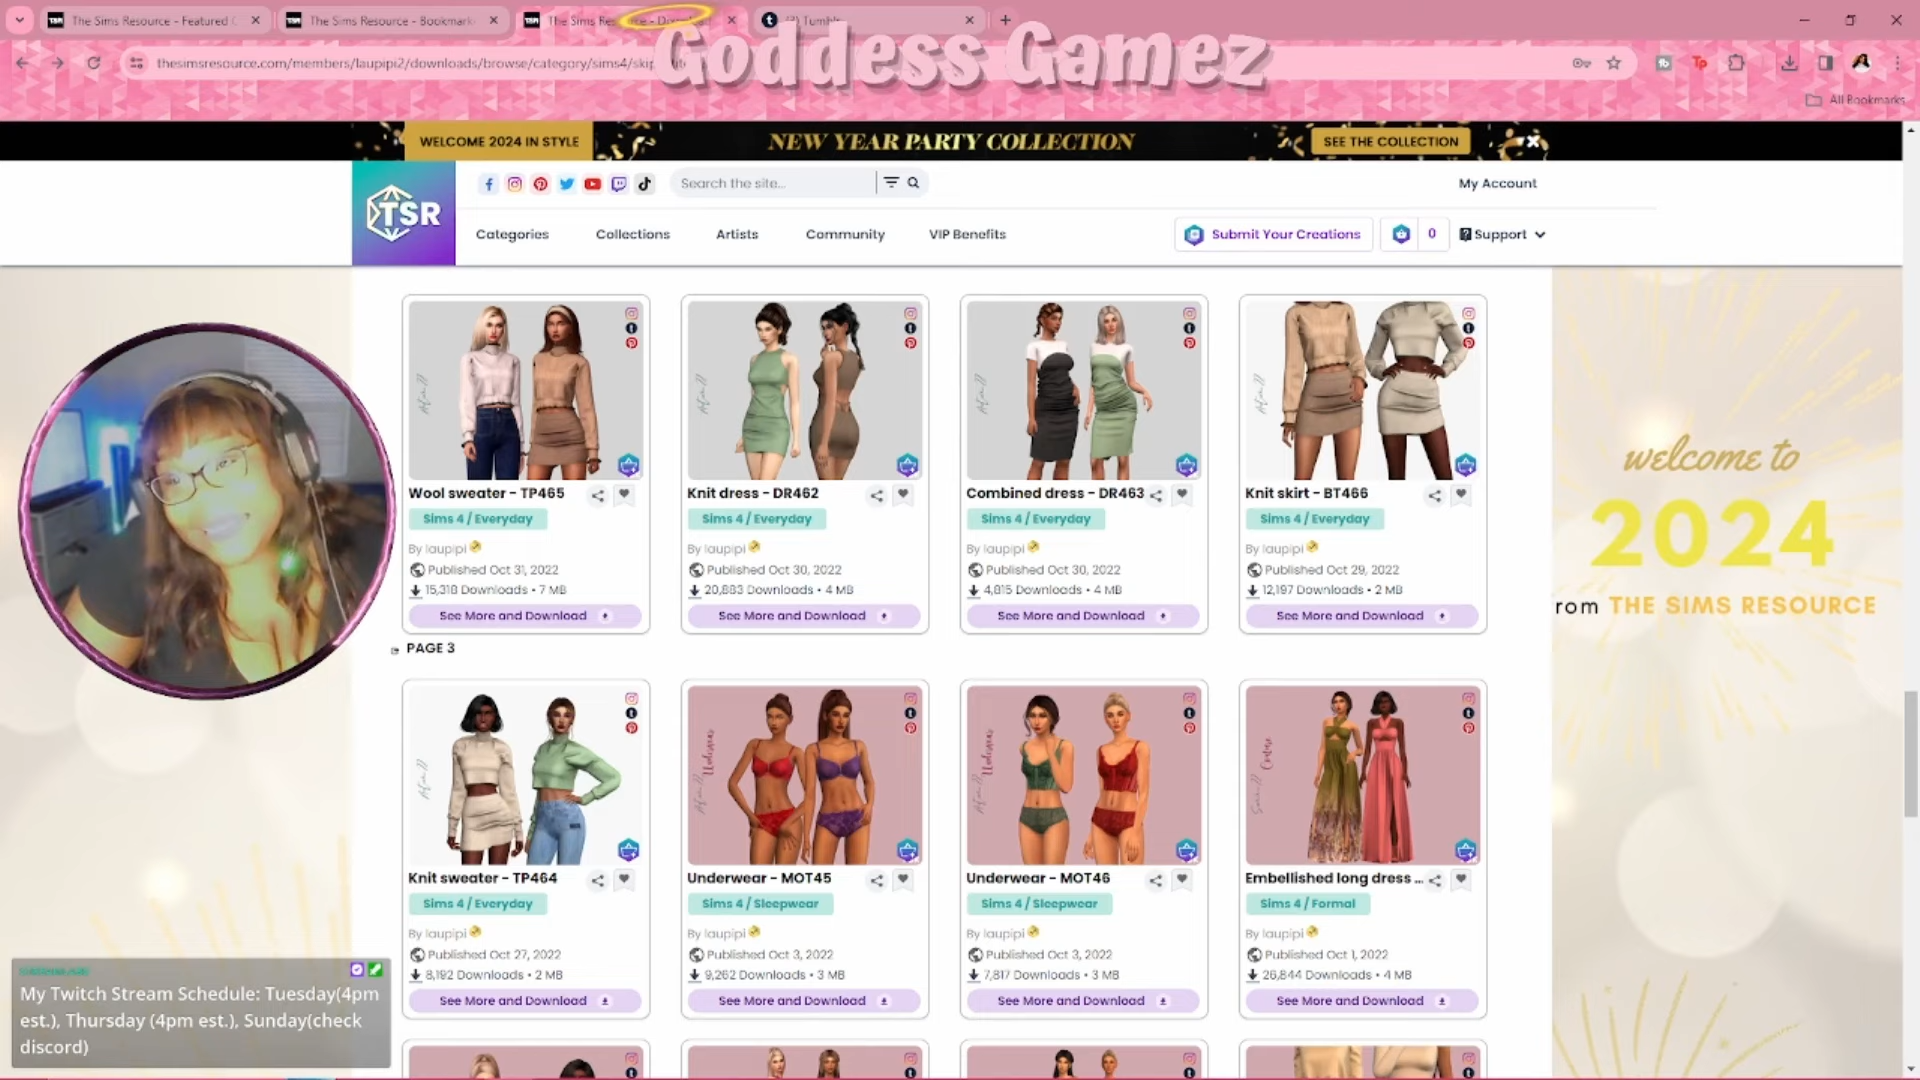 The Sims Resource - Featured
The Sims Resource - Bookmark
The Sims
Goddess Gamez
thesimsresource.com/members/laupipi2/downloads/browse/category/sims4/skip
All Bookmarks
WELCOME 2024 IN STYLE
NEW YEAR PARTY COLLECTION
SEE THE COLLECTION
TSR
Search the site...
My Account
Categories
Collections
Artists
Community
VIP Benefits
Submit Your Creations
0
Support
Wool sweater - TP465
Knit dress - DR462
Combined dress - DR463
Knit skirt - BT466
Sims 4 / Everyday
Sims 4 / Everyday
Sims 4 / Everyday
Sims 4 / Everyday
By laupipi
By laupipi
By laupipi
By laupipi
Published Oct 31, 2022
Published Oct 30, 2022
Published Oct 30, 2022
Published Oct 29, 2022
15,318 Downloads • 7 MB
20,883 Downloads • 4 MB
4,815 Downloads • 4 MB
12,197 Downloads • 2 MB
See More and Download
See More and Download
See More and Download
See More and Download
PAGE 3
Knit sweater - TP464
Underwear - MOT45
Underwear - MOT46
Embellished long dress ...
Sims 4 / Everyday
Sims 4 / Sleepwear
Sims 4 / Sleepwear
Sims 4 / Formal
By laupipi
By laupipi
By laupipi
By laupipi
Published Oct 27, 2022
Published Oct 3, 2022
Published Oct 3, 2022
Published Oct 1, 2022
8,192 Downloads • 2 MB
9,262 Downloads • 3 MB
7,817 Downloads • 3 MB
26,844 Downloads • 4 MB
See More and Download
See More and Download
See More and Download
See More and Download
welcome to
2024
rom THE SIMS RESOURCE
My Twitch Stream Schedule: Tuesday(4pm
est.), Thursday (4pm est.), Sunday(check
discord)